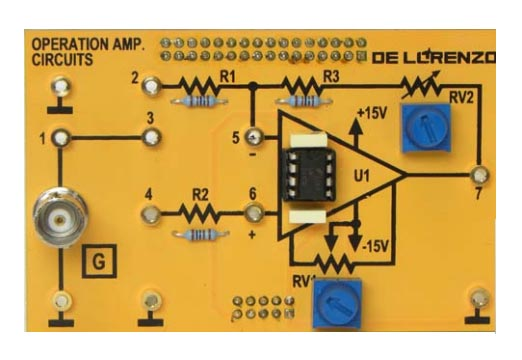 OPERATION AMP. DE LORENZO
CIRCUITS
2 R1 R3
RV2
1 3 +15V
5
-
U1
4 R2 6 7
+
-15V
G
RV1